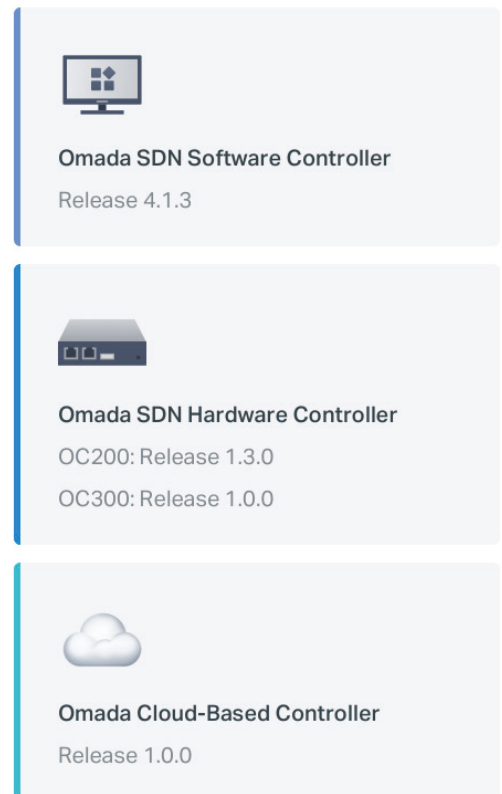 Omada SDN Software Controller
Release 4.1.3
Omada SDN Hardware Controller
OC200: Release 1.3.0
OC300: Release 1.0.0
Omada Cloud-Based Controller
Release 1.0.0